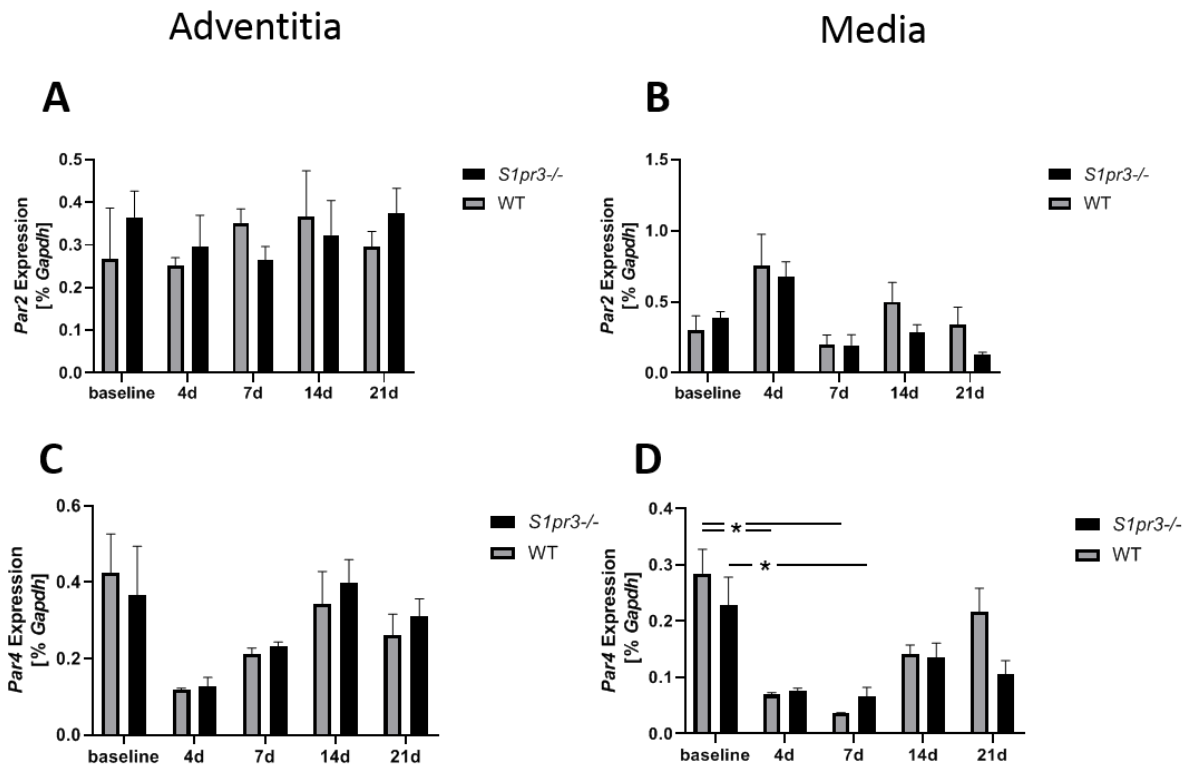 Adventitia
Media
A
0.5
0.4
0.3
0.2
0.1
0.0
Par2 Expression
[% Gapdh]
baseline 4d 7d 14d 21d
S1pr3-/-
WT
B
1.5
1.0
0.5
0.0
Par2 Expression
[% Gapdh]
baseline 4d 7d 14d 21d
S1pr3-/-
WT
C
0.6
0.4
0.2
0.0
Par4 Expression
[% Gapdh]
baseline 4d 7d 14d 21d
S1pr3-/-
WT
D
0.4
0.3
0.2
0.1
0.0
Par4 Expression
[% Gapdh]
*
*
baseline 4d 7d 14d 21d
S1pr3-/-
WT